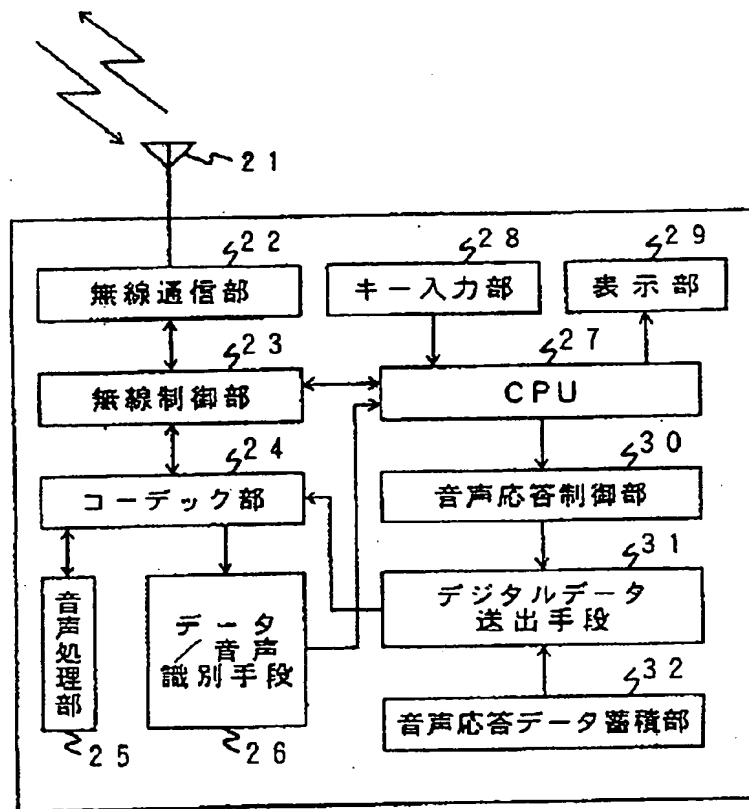 21
22
無線通信部
28
キー入力部
29
表示部
23
無線制御部
27
CPU
24
コーデック部
30
音声応答制御部
31
デジタルデータ
送出手段
音声処理部
25
データ
/音声
識別手段
26
32
音声応答データ蓄積部